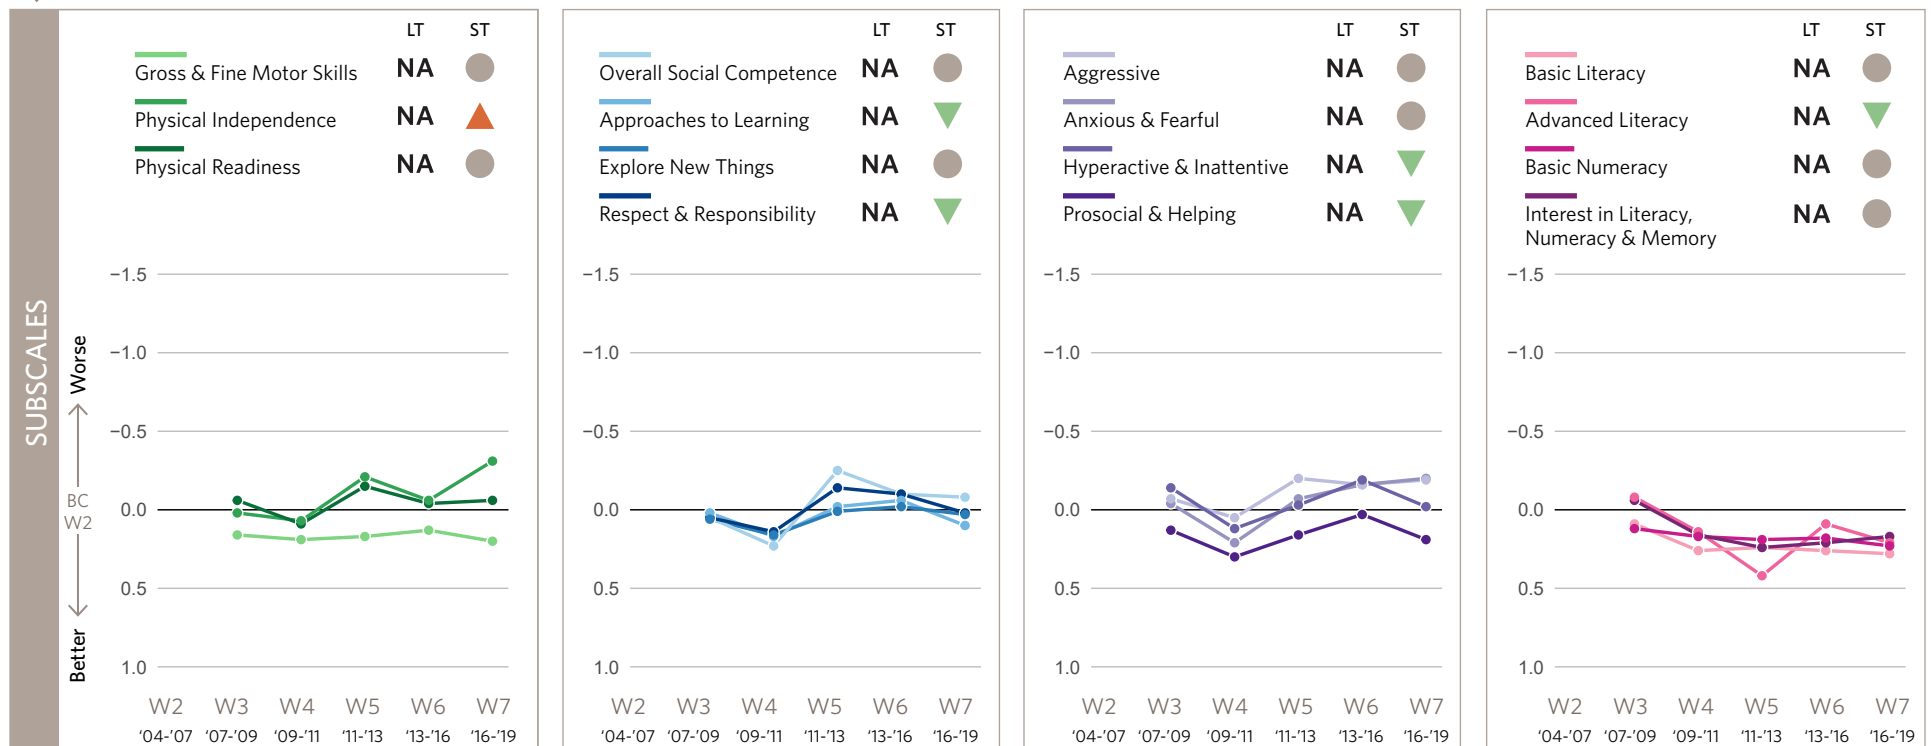 SUBSCALES
Worse
BC
W2
Better
LT ST
Gross & Fine Motor Skills NA
Physical Independence NA
Physical Readiness NA
−1.5
−1.0
−0.5
0.0
0.5
1.0
W2 W3 W4 W5 W6 W7
‘04-’07 ‘07-’09 ‘09-’11 ‘11-’13 ‘13-’16 ‘16-’19
LT ST
Overall Social Competence NA
Approaches to Learning NA
Explore New Things NA
Respect & Responsibility NA
−1.5
−1.0
−0.5
0.0
0.5
1.0
W2 W3 W4 W5 W6 W7
‘04-’07 ‘07-’09 ‘09-’11 ‘11-’13 ‘13-’16 ‘16-’19
LT ST
Aggressive NA
Anxious & Fearful NA
Hyperactive & Inattentive NA
Prosocial & Helping NA
−1.5
−1.0
−0.5
0.0
0.5
1.0
W2 W3 W4 W5 W6 W7
‘04-’07 ‘07-’09 ‘09-’11 ‘11-’13 ‘13-’16 ‘16-’19
LT ST
Basic Literacy NA
Advanced Literacy NA
Basic Numeracy NA
Interest in Literacy, NA
Numeracy & Memory
−1.5
−1.0
−0.5
0.0
0.5
1.0
W2 W3 W4 W5 W6 W7
‘04-’07 ‘07-’09 ‘09-’11 ‘11-’13 ‘13-’16 ‘16-’19